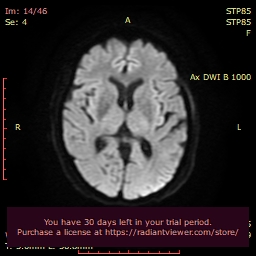 Im: 14/46
STP85
Se: 4
STP85
F
A
Ax DWI B 1000
R
L
You have 30 days left in your trial period.
Purchase a license at https://radiantviewer.com/store/